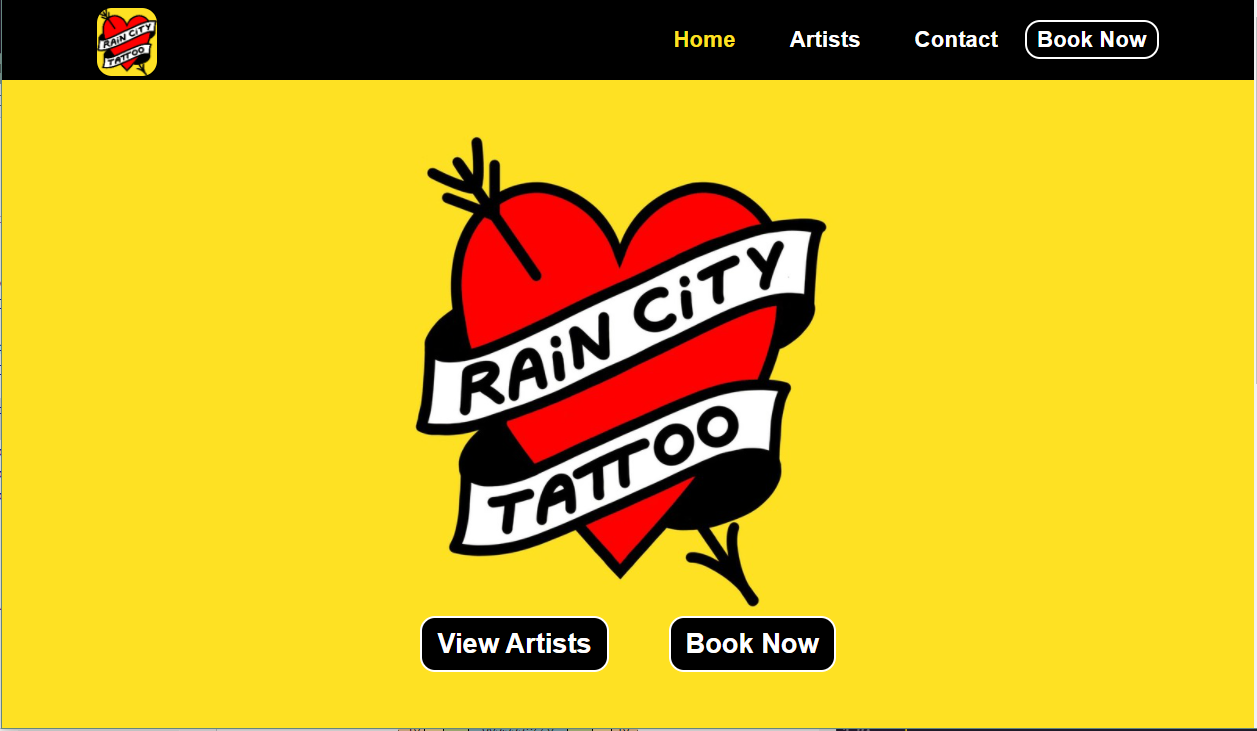 RAiN CiTY
TATTOO
Home
Artists
Contact
Book Now
RAiN CiTY
TATTOO
View Artists
Book Now